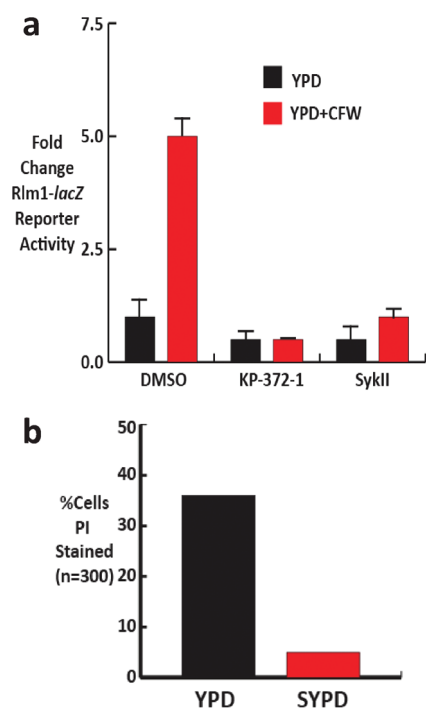 a
7.5
5.0
2.5
0.0
Fold
Change
Rlm1-lacZ
Reporter
Activity
YPD
YPD+CFW
DMSO
KP-372-1
SykII
b
50
40
30
20
10
0
%Cells
PI
Stained
(n=300)
YPD
SYPD